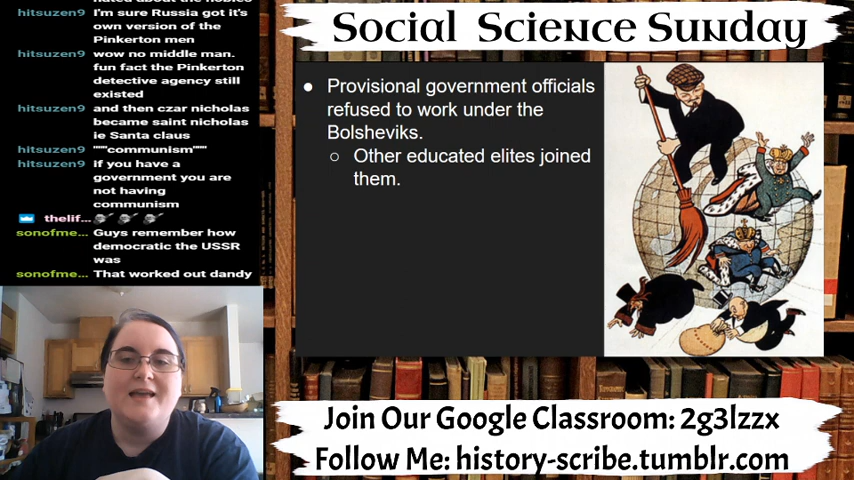 hitsuzen9 I'm sure Russia got it's
own version of the
Pinkerton men
hitsuzen9 wow no middle man.
fun fact the Pinkerton
detective agency still
existed
hitsuzen9 and then czar nicholas
became saint nicholas
ie Santa claus
hitsuzen9 """communism"""
hitsuzen9 if you have a
government you are
not having
communism
thelif...
sonofme... Guys remember how
democratic the USSR
was
sonofme... That worked out dandy
Social Science Sunday
● Provisional government officials
refused to work under the
Bolsheviks.
○ Other educated elites joined
them.
Join Our Google Classroom: 2g3lzzx
Follow Me: history-scribe.tumblr.com